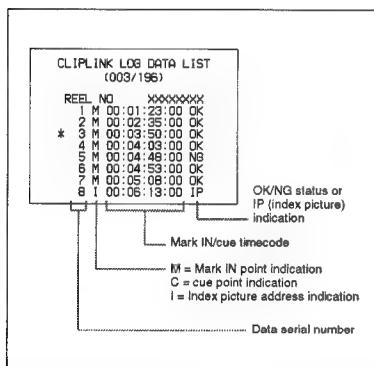 CLIPLINK LOG DATA LIST
(003/196)
REEL NO XXXXXXXX
1 M 00:01:23:00 OK
2 M 00:02:35:00 OK
* 3 M 00:03:50:00 OK
4 M 00:04:03:00 OK
5 M 00:04:48:00 NG
6 M 00:04:53:00 OK
7 M 00:05:08:00 OK
8 I 00:06:13:00 IP
OK/NG status or
IP (index picture)
indication
Mark IN/cue timecode
M = Mark IN point indication
C = cue point indication
I = Index picture address indication
Data serial number